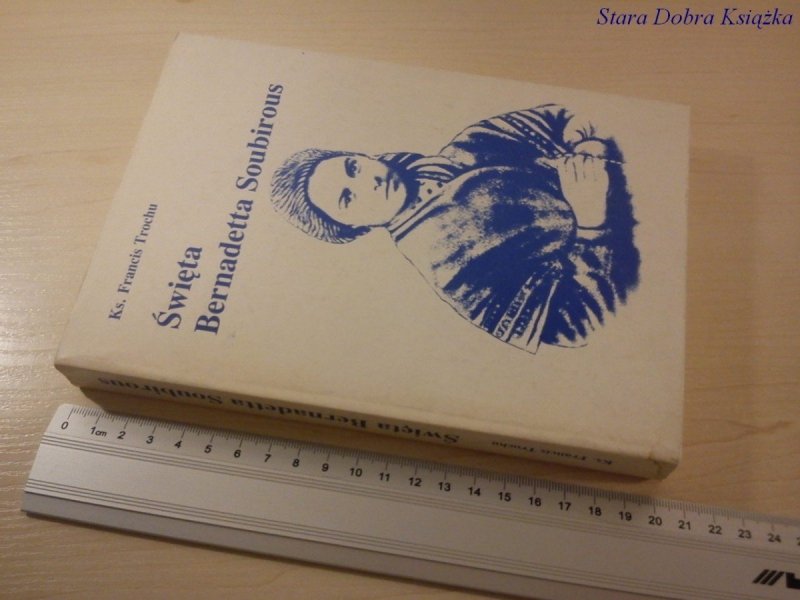 Stara Dobra Książka
Ks. Francis Trochu
Święta
Bernadetta Soubirous
Ks. Francis Trochu Święta Bernadetta Soubirous
0 1cm 2 3 4 5 6 7 8 9 10 11 12 13 14 15 16 17 18 19 20 21 22 23 24